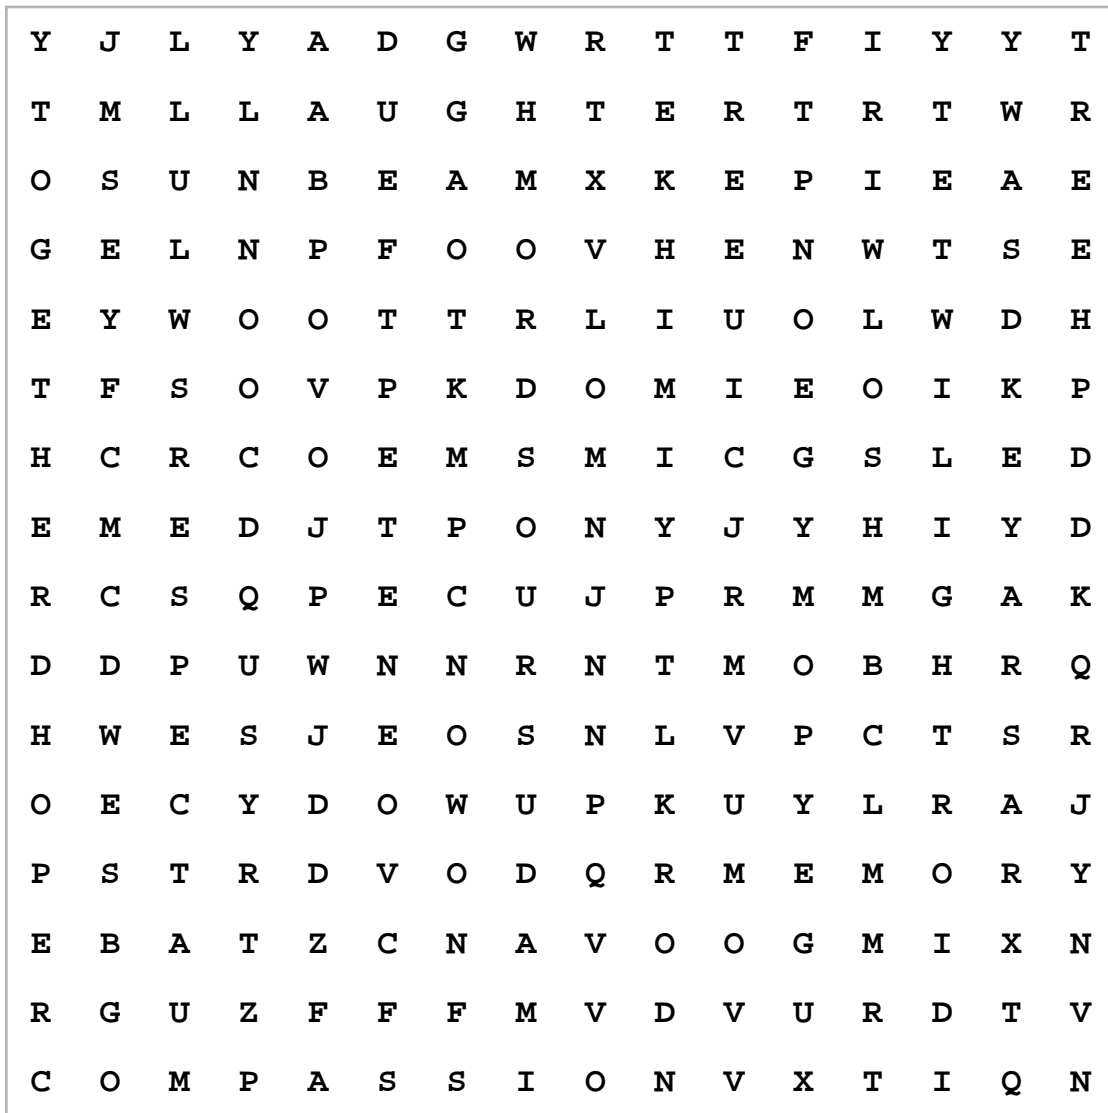 Y J L Y A D G W R T T F I Y Y T
T M L L A U G H T E R T R T W R
O S U N B E A M X K E P I E A E
G E L N P F O O V H E N W T S E
E Y W O O T T R L I U O L W D H
T F S O V P K D O M I E O I K P
H C R C O E M S M I C G S L E D
E M E D J T P O N Y J Y H I Y D
R C S Q P E C U J P R M M G A K
D D P U W N N R N T M O B H R Q
H W E S J E O S N L V P C T S R
O E C Y D O W U P K U Y L R A J
P S T R D V O D Q R M E M O R Y
E B A T Z C N A V O O G M I X N
R G U Z F F F M V D V U R D T V
C O M P A S S I O N V X T I Q N